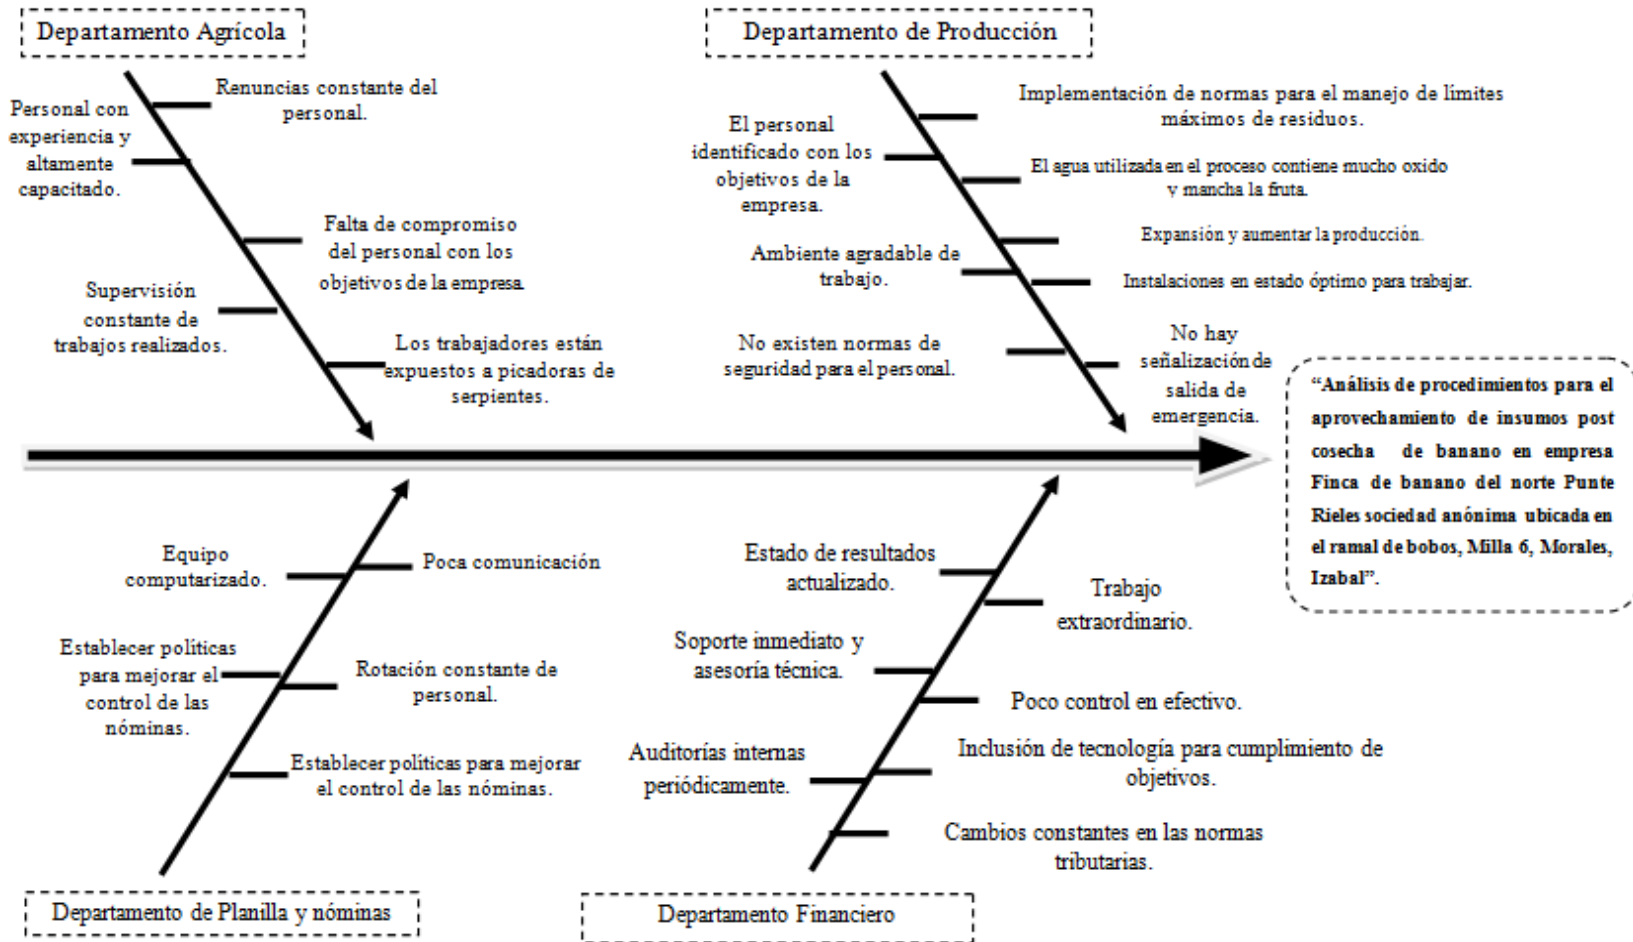 Departamento Agrícola
Renuncias constante del
personal.
Personal con
experiencia y
altamente
capacitado.
Falta de compromiso
del personal con los
objetivos de la empresa.
Supervisión
constante de
trabajos realizados.
Los trabajadores están
expuestos a picadoras de
serpientes.
Departamento de Producción
Implementación de normas para el manejo de límites
máximos de residuos.
El personal
identificado con los
objetivos de la
empresa.
El agua utilizada en el proceso contiene mucho oxido
y mancha la fruta.
Expansión y aumentar la producción.
Ambiente agradable de
trabajo.
Instalaciones en estado óptimo para trabajar.
No existen normas de
seguridad para el personal.
No hay
señalización de
salida de
emergencia.
“Análisis de procedimientos para el
aprovechamiento de insumos post
cosecha de banano en empresa
Finca de banano del norte Punte
Rieles sociedad anónima ubicada en
el ramal de bobos, Milla 6, Morales,
Izabal”.
Equipo
computarizado.
Poca comunicación
Establecer políticas
para mejorar el
control de las
nóminas.
Rotación constante de
personal.
Establecer políticas para mejorar
el control de las nóminas.
Departamento de Planilla y nóminas
Estado de resultados
actualizado.
Trabajo
extraordinario.
Soporte inmediato y
asesoría técnica.
Poco control en efectivo.
Auditorías internas
periódicamente.
Inclusión de tecnología para cumplimiento de
objetivos.
Cambios constantes en las normas
tributarias.
Departamento Financiero